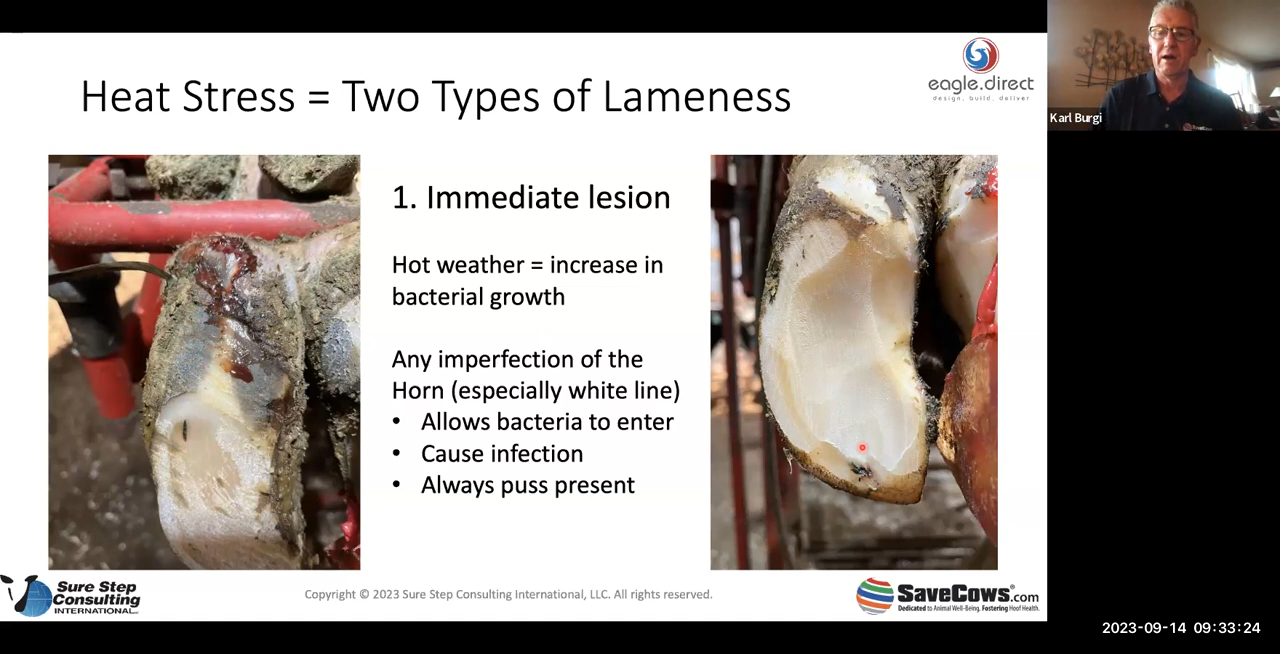 Heat Stress = Two Types of Lameness
eagle.direct
design. build. deliver
Karl Burgi
1. Immediate lesion
Hot weather = increase in
bacterial growth
Any imperfection of the
Horn (especially white line)
• Allows bacteria to enter
• Cause infection
• Always puss present
Sure Step
Consulting
INTERNATIONAL
Copyright © 2023 Sure Step Consulting International, LLC. All rights reserved.
SaveCows.com
Dedicated to Animal Well-Being. Fostering Hoof Health.
2023-09-14 09:33:24